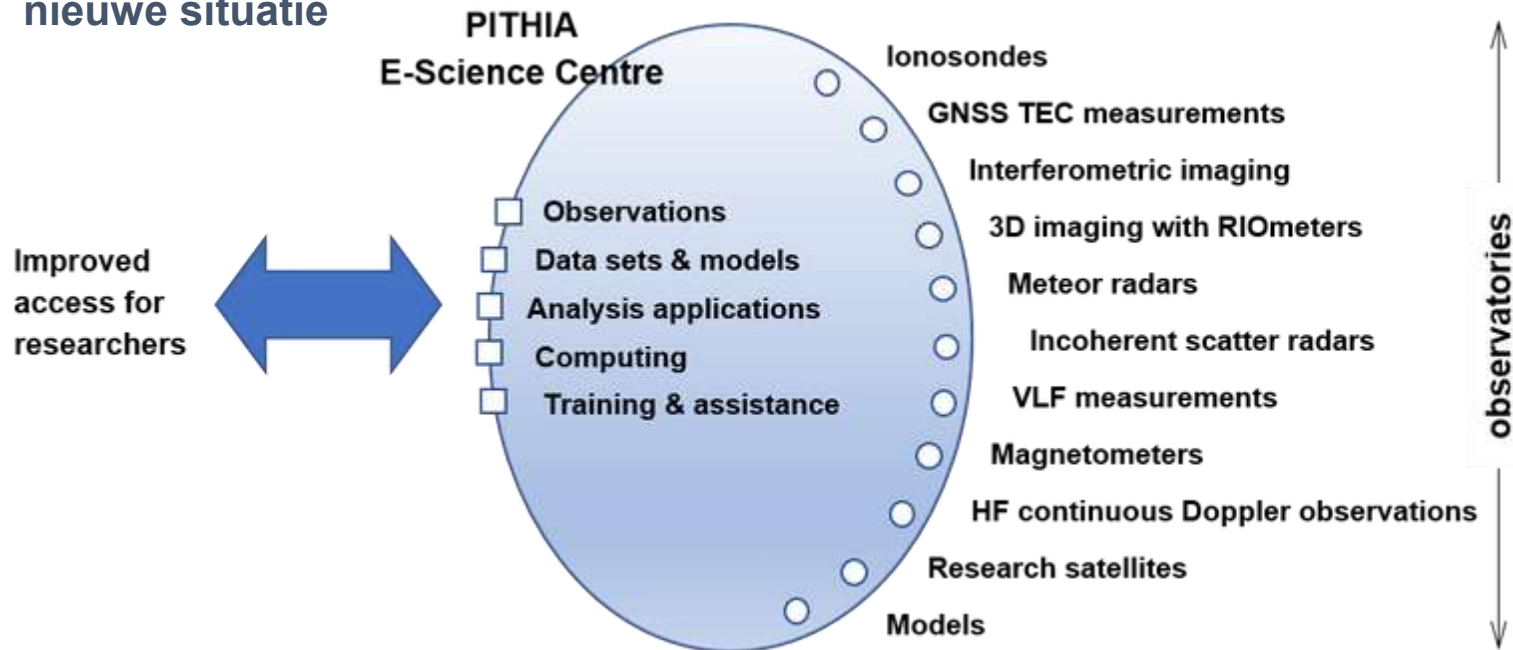 nieuwe situatie
PITHIA
E-Science Centre
Improved
access for
researchers
Observations
Data sets & models
Analysis applications
Computing
Training & assistance
Ionosondes
GNSS TEC measurements
Interferometric imaging
3D imaging with RIOmeters
Meteor radars
Incoherent scatter radars
VLF measurements
Magnetometers
HF continuous Doppler observations
Research satellites
Models
observatories